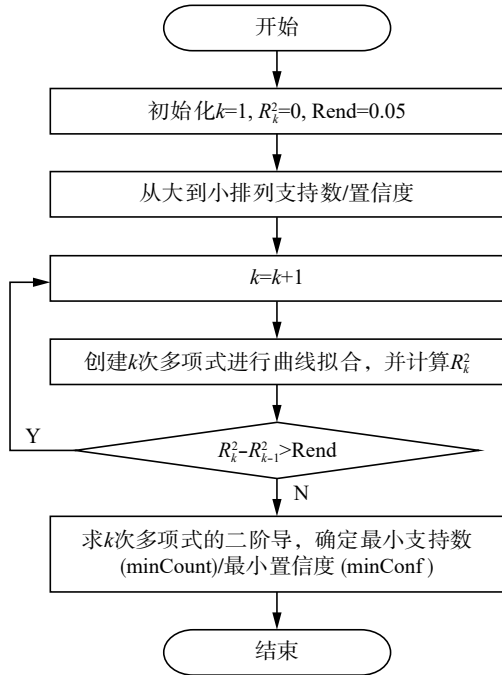 开始
初始化k=1, R²ₖ=0, Rend=0.05
从大到小排列支持数/置信度
k=k+1
创建k次多项式进行曲线拟合，并计算R²ₖ
Y
R²ₖ−R²ₖ₋₁>Rend
N
求k次多项式的二阶导，确定最小支持数
(minCount)/最小置信度 (minConf )
结束